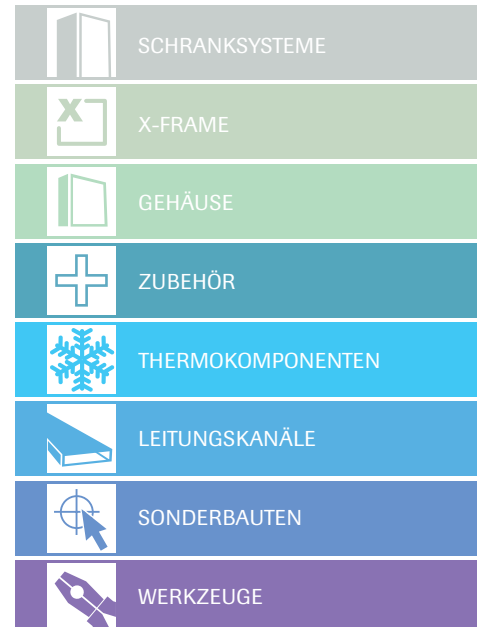 SCHRANKSYSTEME
X-FRAME
GEHÄUSE
ZUBEHÖR
THERMOKOMPONENTEN
LEITUNGSKANÄLE
SONDERBAUTEN
WERKZEUGE